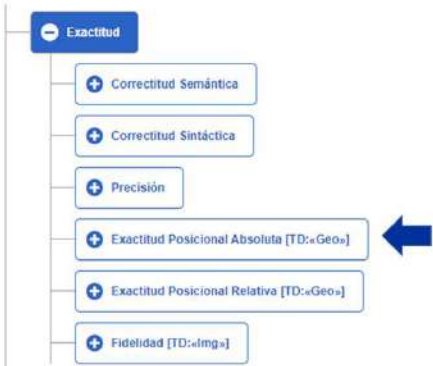 Exactitud
Correctitud Semántica
Correctitud Sintáctica
Precisión
Exactitud Posicional Absoluta [TD:«Geo»]
Exactitud Posicional Relativa [TD:«Geo»]
Fidelidad [TD:«Img»]